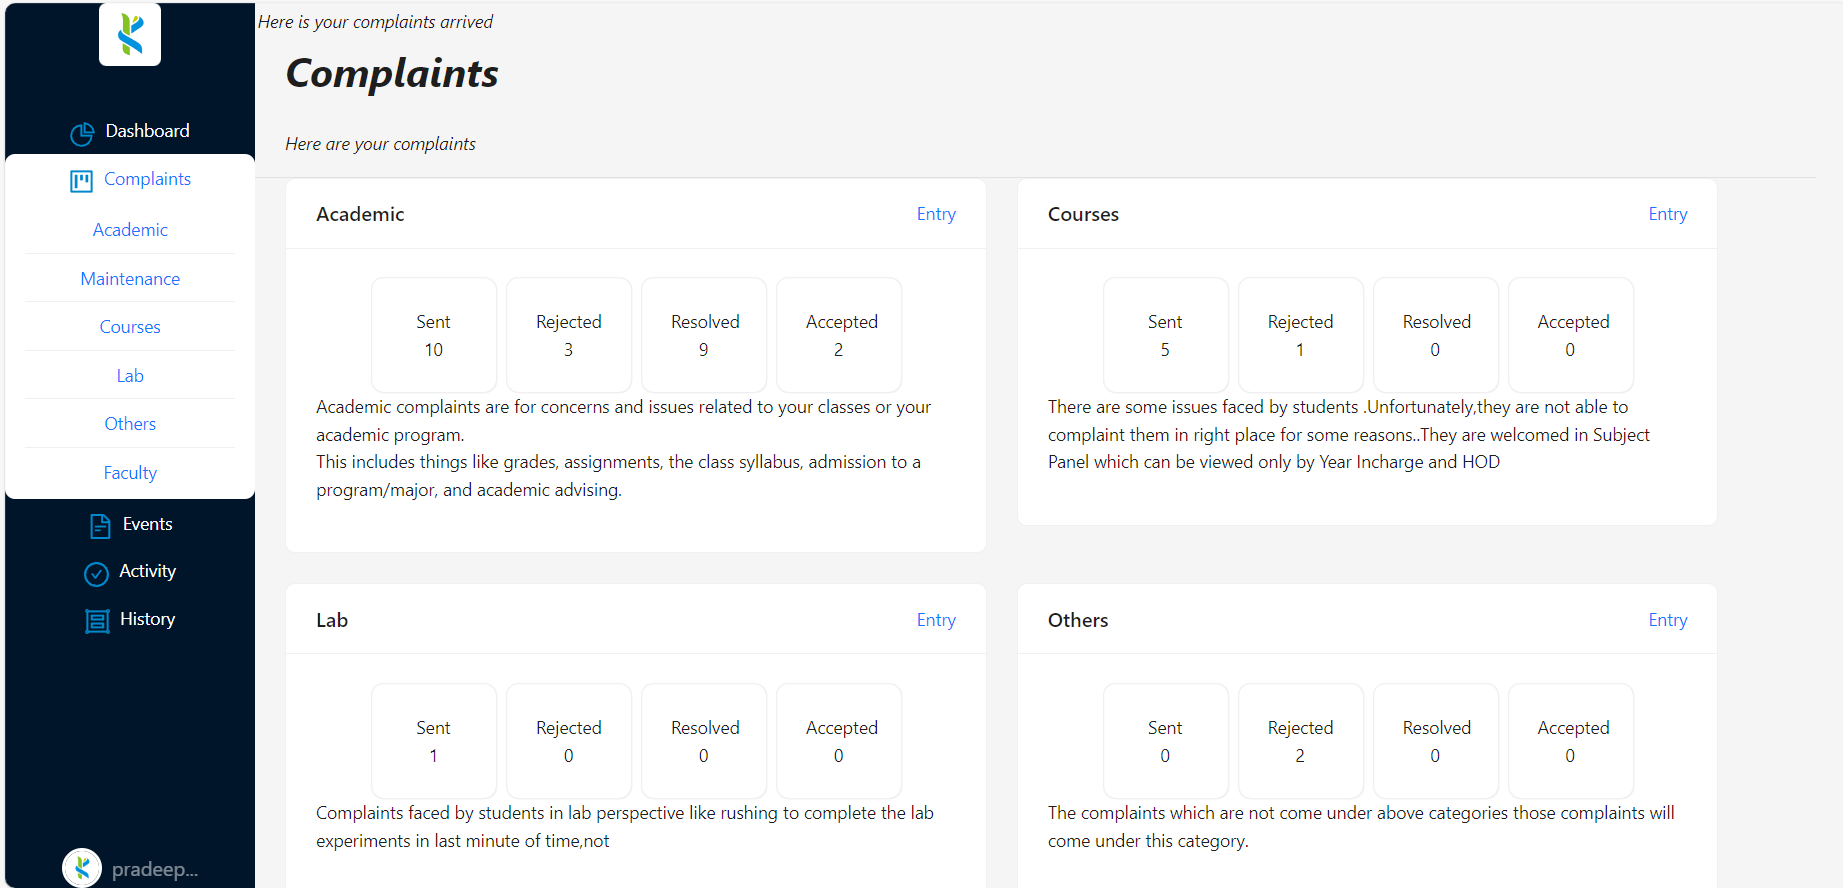 Here is your complaints arrived
Complaints
Here are your complaints
Dashboard
Complaints
Academic
Maintenance
Courses
Lab
Others
Faculty
Events
Activity
History
pradeep...
Academic
Entry
Sent
10
Rejected
3
Resolved
9
Accepted
2
Academic complaints are for concerns and issues related to your classes or your
academic program.
This includes things like grades, assignments, the class syllabus, admission to a
program/major, and academic advising.
Courses
Entry
Sent
5
Rejected
1
Resolved
0
Accepted
0
There are some issues faced by students .Unfortunately,they are not able to
complaint them in right place for some reasons..They are welcomed in Subject
Panel which can be viewed only by Year Incharge and HOD
Lab
Entry
Sent
1
Rejected
0
Resolved
0
Accepted
0
Complaints faced by students in lab perspective like rushing to complete the lab
experiments in last minute of time,not
Others
Entry
Sent
0
Rejected
2
Resolved
0
Accepted
0
The complaints which are not come under above categories those complaints will
come under this category.